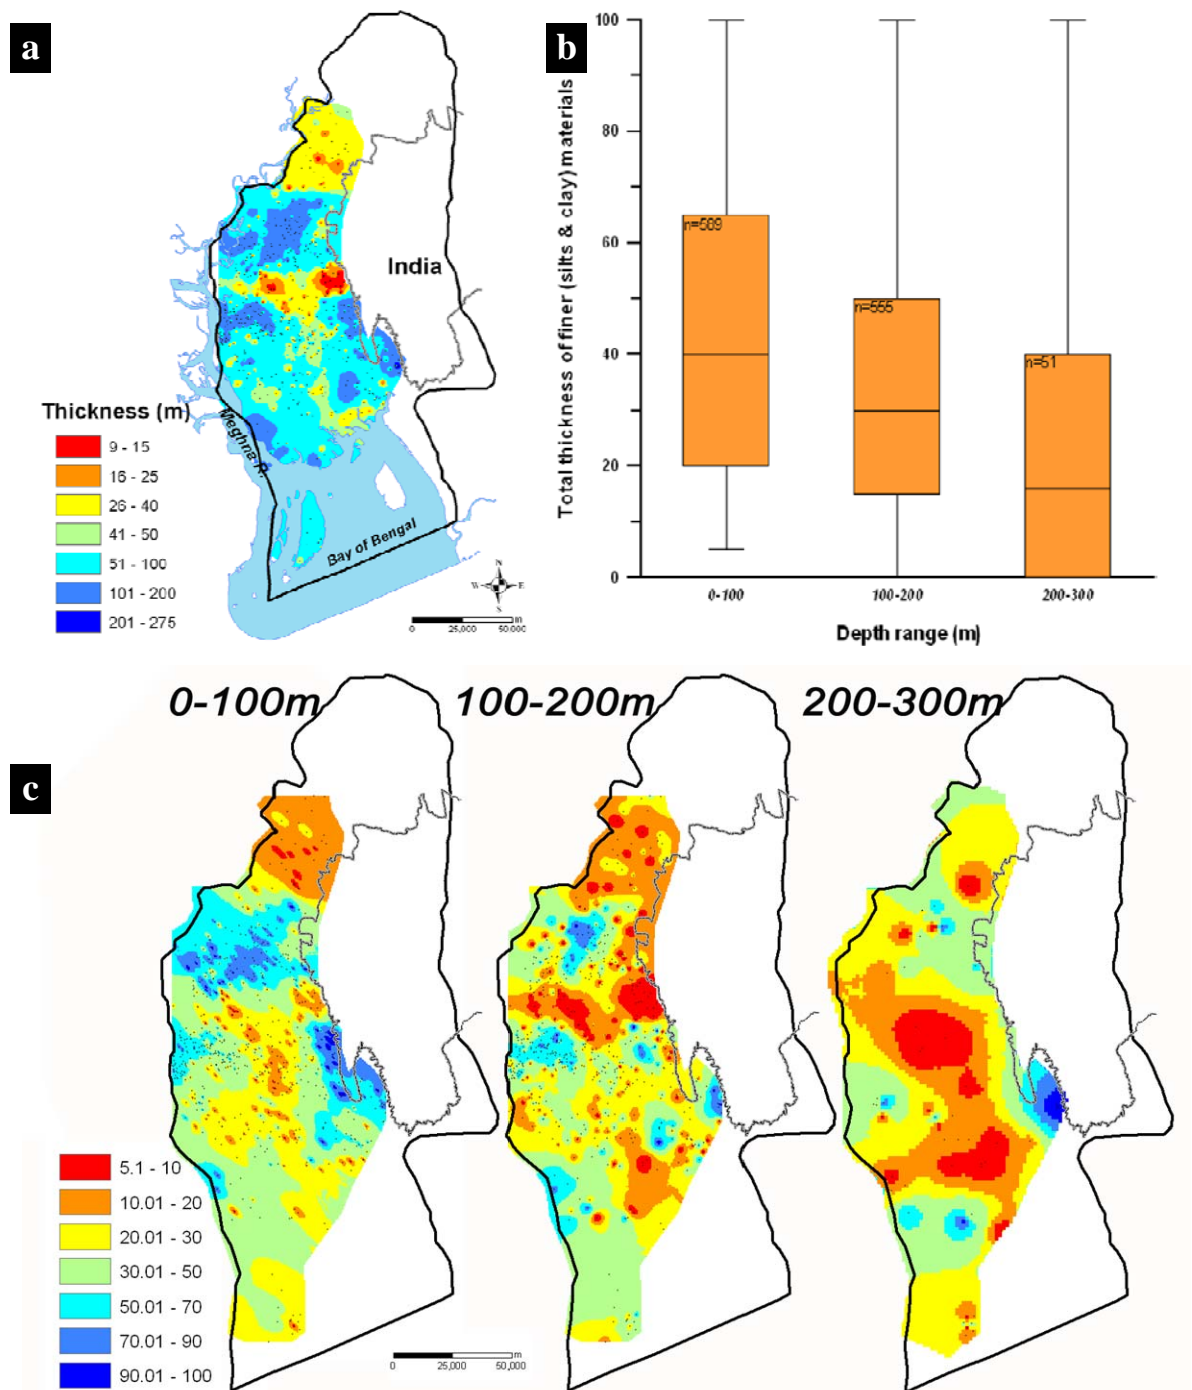 a
India
Thickness (m)
9 - 15
16 - 25
26 - 40
41 - 50
51 - 100
101 - 200
201 - 275
Meghna R.
Bay of Bengal
N
W E
S
m
0 25,000 50,000
b
Total thickness of finer (silts & clay) materials
100
80
60
40
20
0
n=589
n=555
n=51
0-100
100-200
200-300
Depth range (m)
c
0-100m
100-200m
200-300m
5.1 - 10
10.01 - 20
20.01 - 30
30.01 - 50
50.01 - 70
70.01 - 90
90.01 - 100
m
0 25,000 50,000